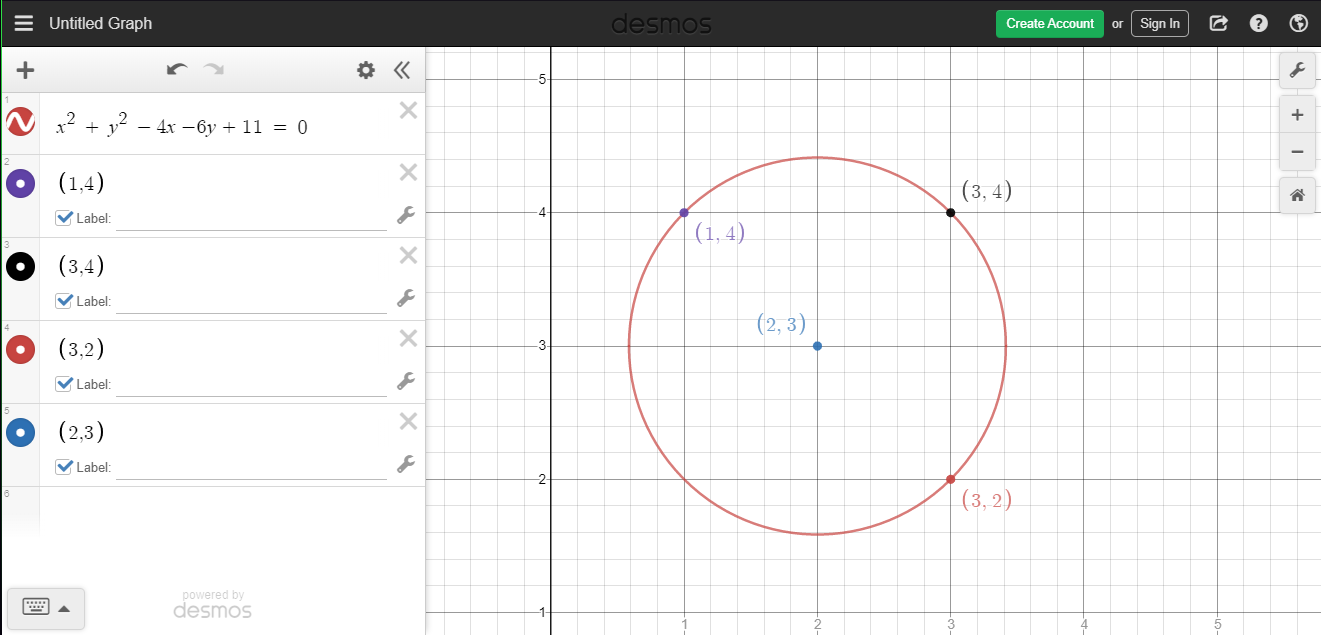 Untitled Graph
desmos
Create Account or Sign In
1
x² + y² − 4x −6y + 11 = 0
2
(1,4)
Label:
3
(3,4)
Label:
4
(3,2)
Label:
5
(2,3)
Label:
6
powered by
desmos
5
4
3
2
1
(3, 4)
(1, 4)
(2, 3)
(3, 2)
1 2 3 4 5